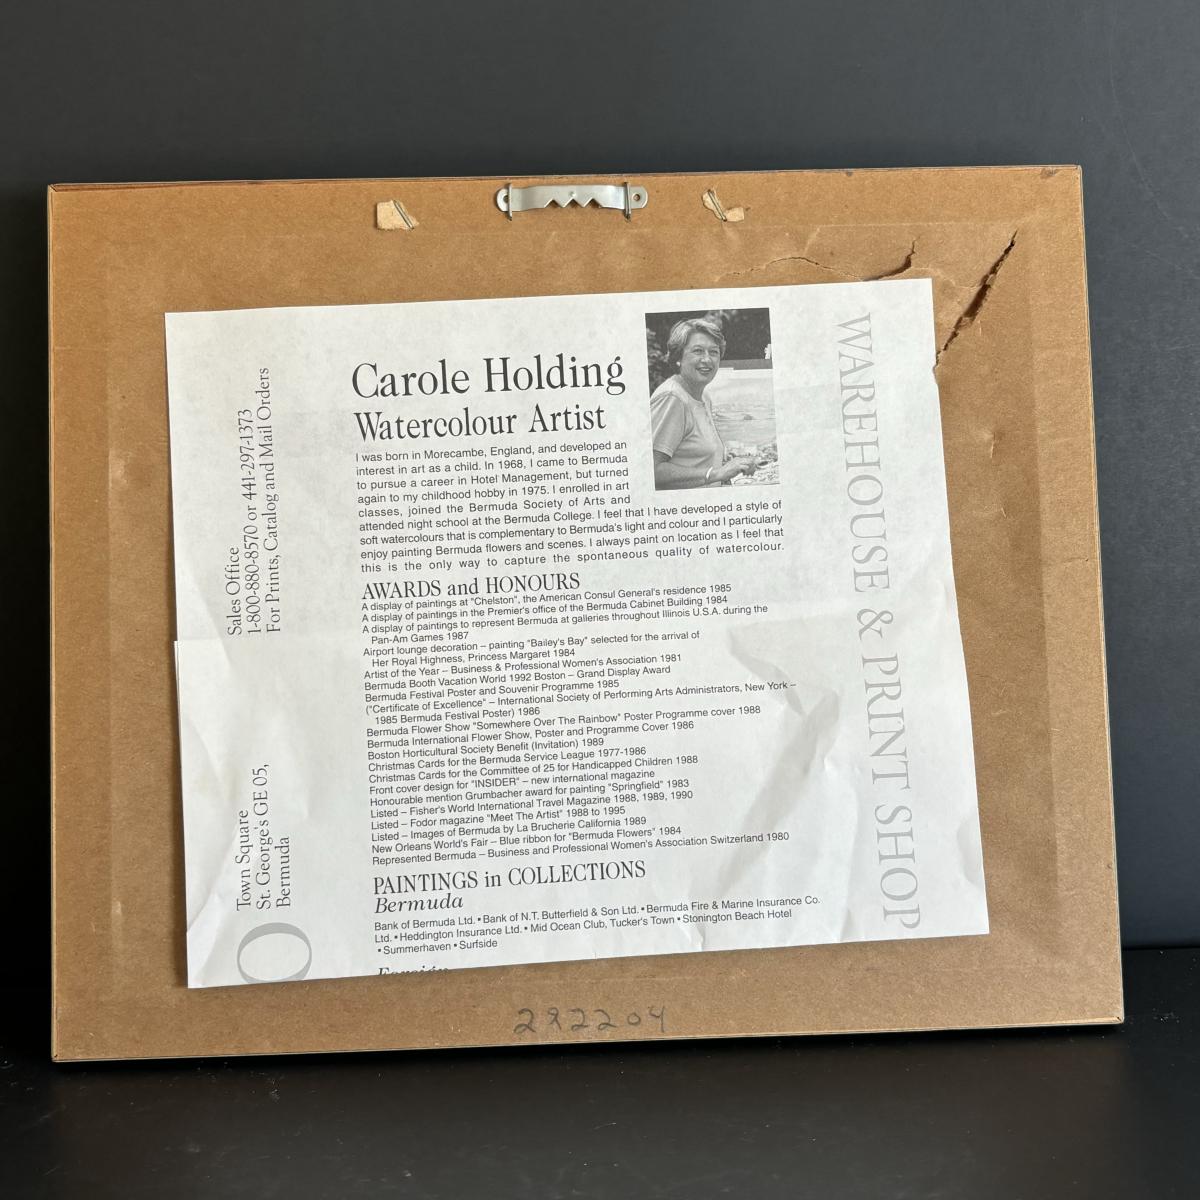 Carole Holding
Watercolour Artist
I was born in Morecambe, England, and developed an
interest in art as a child. In 1968, I came to Bermuda
to pursue a career in Hotel Management, but turned
again to my childhood hobby in 1975. I enrolled in art
classes, joined the Bermuda Society of Arts and
attended night school at the Bermuda College. I feel that I have developed a style of
soft watercolours that is complementary to Bermuda's light and colour and I particularly
enjoy painting Bermuda flowers and scenes. I always paint on location as I feel that
this is the only way to capture the spontaneous quality of watercolour.
AWARDS and HONOURS
A display of paintings at "Chelston", the American Consul General's residence 1985
A display of paintings in the Premier's office of the Bermuda Cabinet Building 1984
A display of paintings to represent Bermuda at galleries throughout Illinois U.S.A. during the
Pan-Am Games 1987
Airport lounge decoration – painting "Bailey's Bay" selected for the arrival of
Her Royal Highness, Princess Margaret 1984
Artist of the Year – Business & Professional Women's Association 1981
Bermuda Booth Vacation World 1992 Boston – Grand Display Award
Bermuda Festival Poster and Souvenir Programme 1985
("Certificate of Excellence" – International Society of Performing Arts Administrators, New York –
1985 Bermuda Festival Poster) 1986
Bermuda Flower Show "Somewhere Over The Rainbow" Poster Programme cover 1988
Bermuda International Flower Show, Poster and Programme Cover 1986
Boston Horticultural Society Benefit (Invitation) 1989
Christmas Cards for the Bermuda Service League 1977-1986
Christmas Cards for the Committee of 25 for Handicapped Children 1988
Front cover design for "INSIDER" – new international magazine
Honourable mention Grumbacher award for painting "Springfield" 1983
Listed – Fisher's World International Travel Magazine 1988, 1989, 1990
Listed – Fodor magazine "Meet The Artist" 1988 to 1995
Listed – Images of Bermuda by La Brucherie California 1989
New Orleans World's Fair – Blue ribbon for "Bermuda Flowers" 1984
Represented Bermuda – Business and Professional Women's Association Switzerland 1980
PAINTINGS in COLLECTIONS
Bermuda
Bank of Bermuda Ltd. • Bank of N.T. Butterfield & Son Ltd. • Bermuda Fire & Marine Insurance Co.
Ltd. • Heddington Insurance Ltd. • Mid Ocean Club, Tucker's Town • Stonington Beach Hotel
• Summerhaven • Surfside
Sales Office
1-800-880-8570 or 441-297-1373
For Prints, Catalog and Mail Orders
Town Square
St. George's GE 05,
Bermuda
O
WAREHOUSE & PRINT SHOP
292204